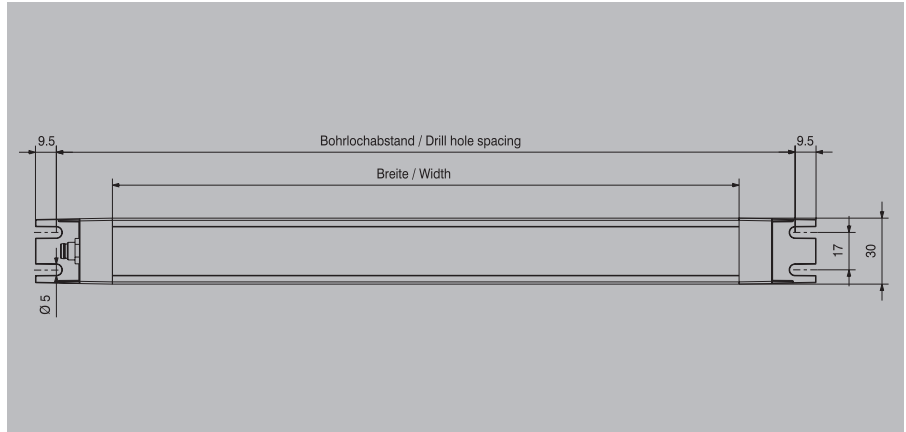 9.5
Bohrlochabstand / Drill hole spacing
9.5
Breite / Width
17
30
Ø 5